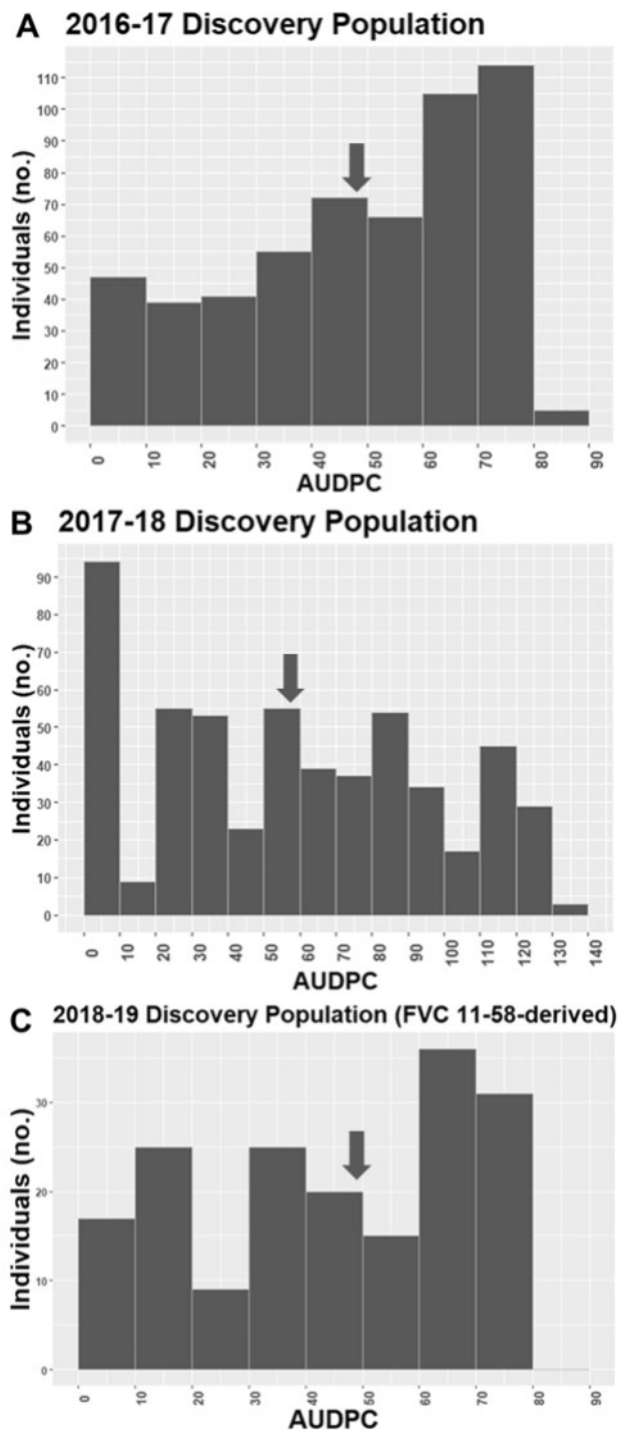 A 2016-17 Discovery Population
Individuals (no.)
110
100
90
80
70
60
50
40
30
20
10
0
0 10 20 30 40 50 60 70 80 90
AUDPC
B 2017-18 Discovery Population
Individuals (no.)
90
80
70
60
50
40
30
20
10
0
0 10 20 30 40 50 60 70 80 90 100 110 120 130 140
AUDPC
C 2018-19 Discovery Population (FVC 11-58-derived)
Individuals (no.)
30
20
10
0
0 10 20 30 40 50 60 70 80 90
AUDPC